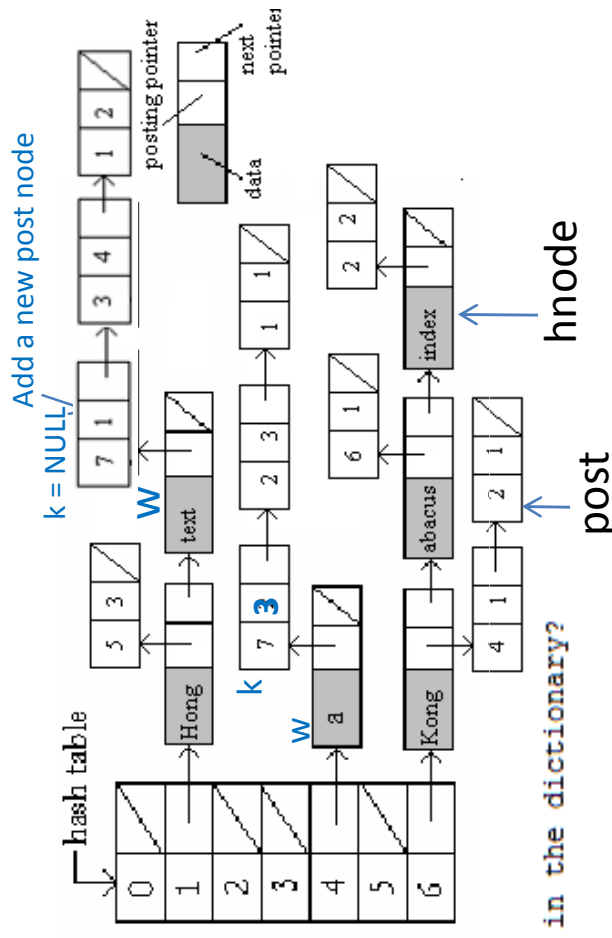 hash table
k = NULL
Add a new post node
7 1
3 4
1 2
W
5 3
posting pointer
next pointer
data
0
1
Hong
text
2
3
k
7 3
2 3
1 1
W
4
a
5
6 1
2 2
6
Kong
abacus
index
4 1
2 1
post
hnode
in the dictionary?